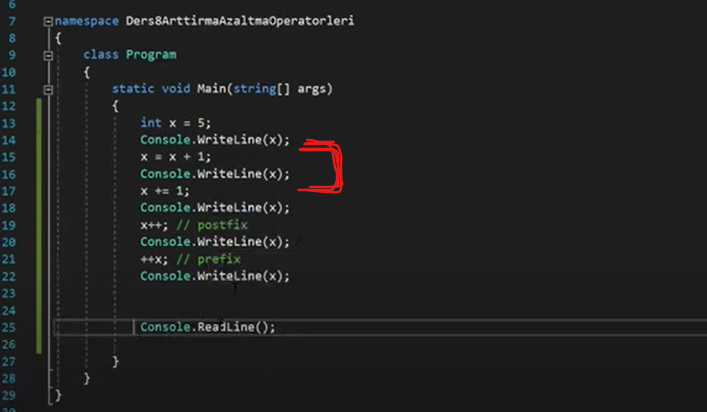 6
7 namespace Ders8ArttirmaAzaltmaOperatorleri
8 {
9 class Program
10 {
11 static void Main(string[] args)
12 {
13 int x = 5;
14 Console.WriteLine(x);
15 x = x + 1;
16 Console.WriteLine(x);
17 x += 1;
18 Console.WriteLine(x);
19 x++; // postfix
20 Console.WriteLine(x);
21 ++x; // prefix
22 Console.WriteLine(x);
23
24
25 Console.ReadLine();
26
27 }
28 }
29 }